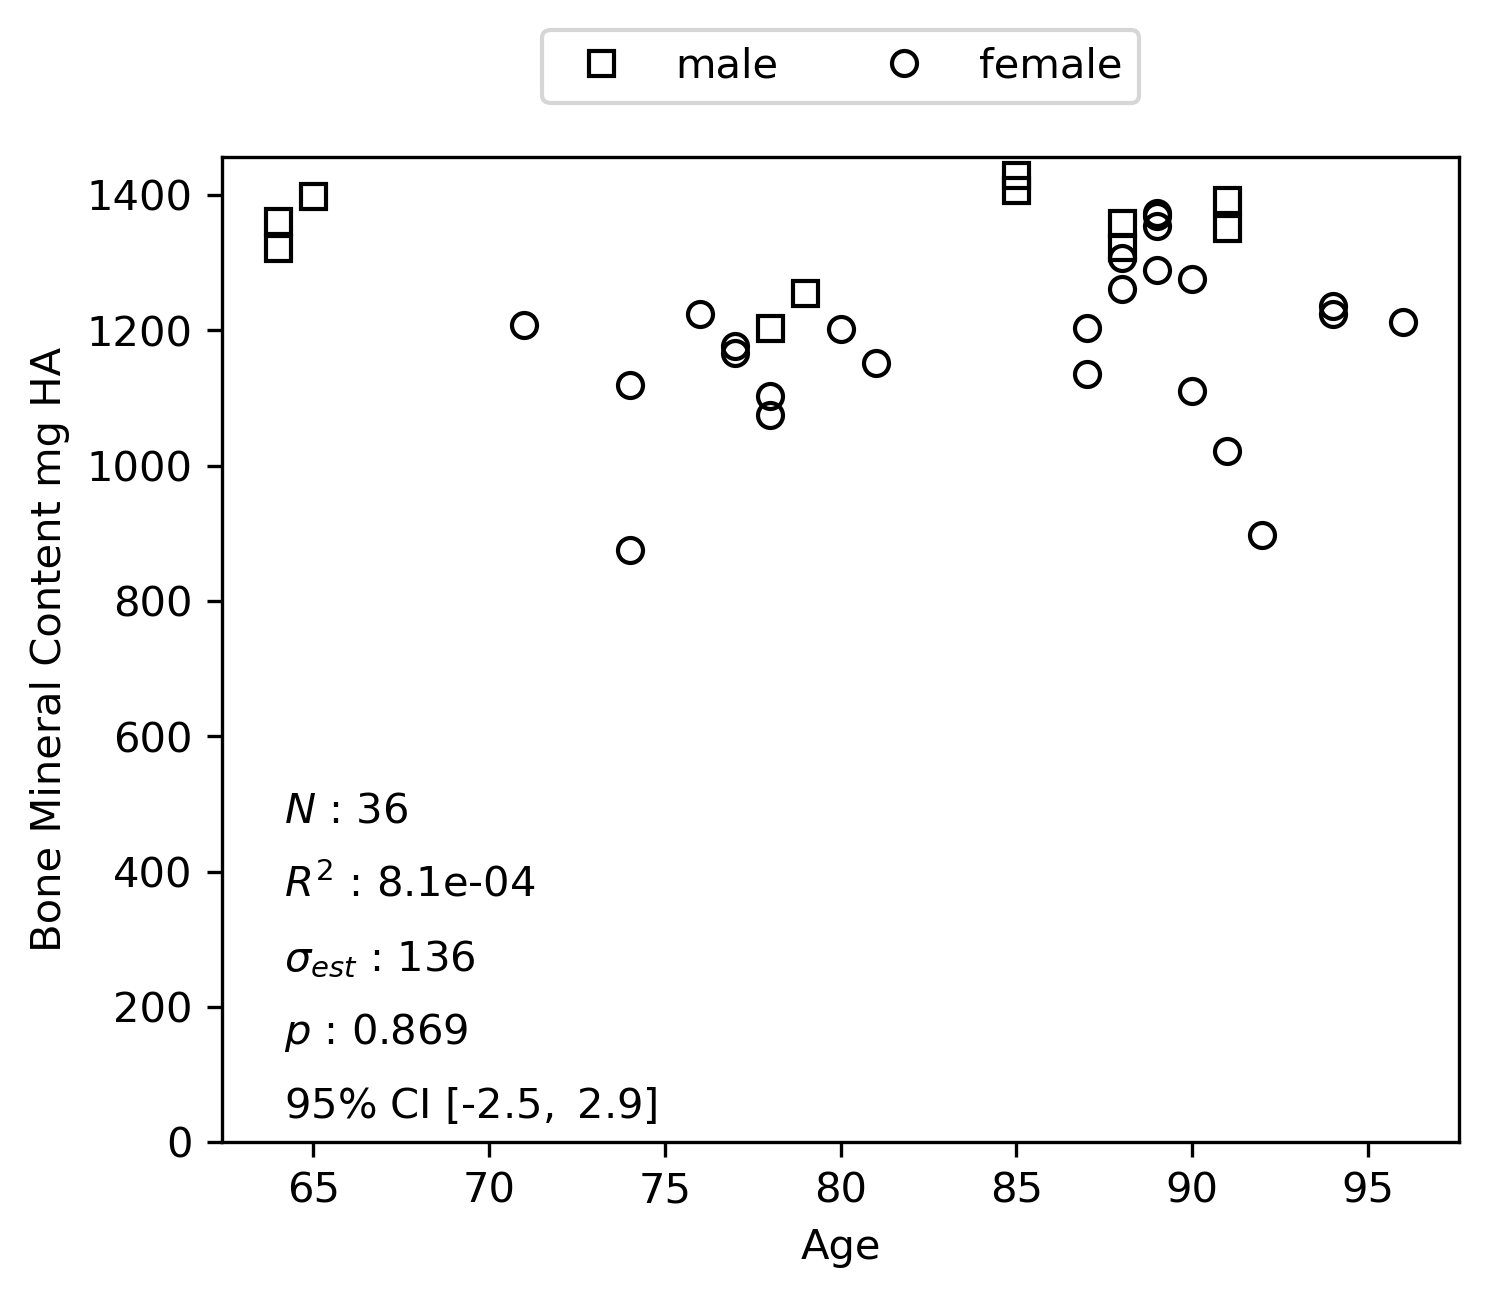 male female
1400
1200
1000
800
600
400
200
0
Bone Mineral Content mg HA
N : 36
R² : 8.1e-04
σest : 136
p : 0.869
95% CI [-2.5, 2.9]
65 70 75 80 85 90 95
Age